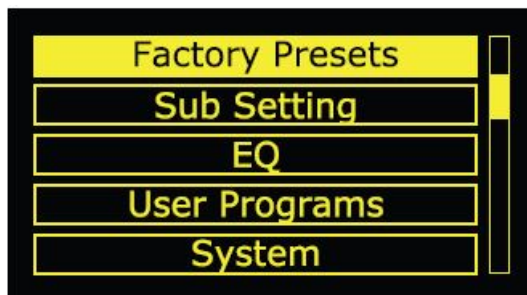 Factory Presets
Sub Setting
EQ
User Programs
System